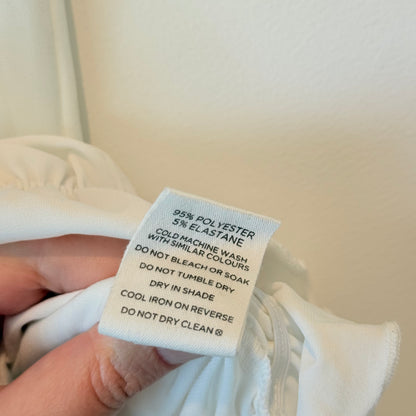 95% POLYESTER
5% ELASTANE
COLD MACHINE WASH
WITH SIMILAR COLOURS
DO NOT BLEACH OR SOAK
DO NOT TUMBLE DRY
DRY IN SHADE
COOL IRON ON REVERSE
DO NOT DRY CLEAN ⊗